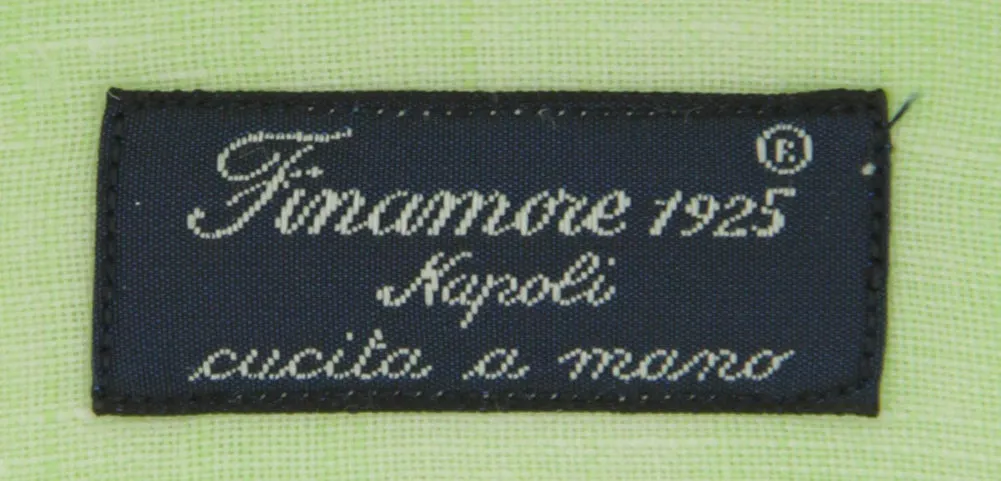 Finamore 1925®
Napoli
cucita a mano